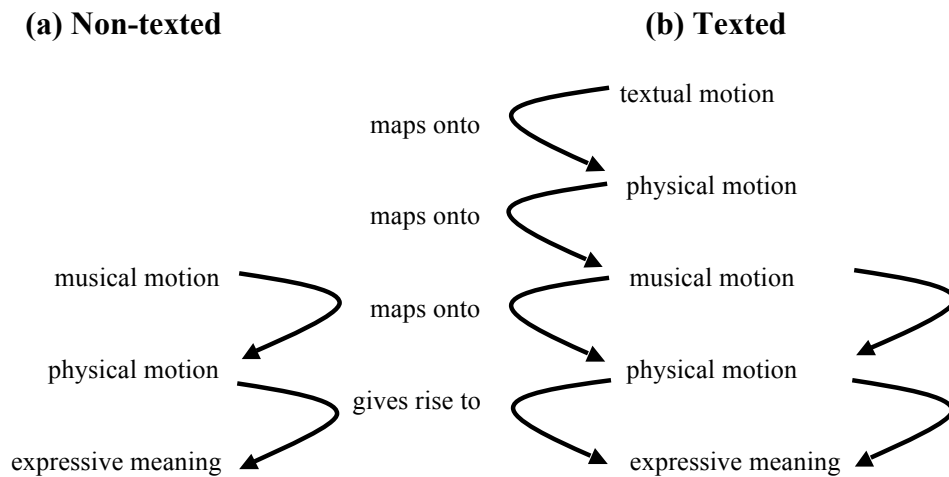 (a) Non-texted
(b) Texted
textual motion
maps onto
physical motion
maps onto
musical motion
musical motion
maps onto
physical motion
physical motion
gives rise to
expressive meaning
expressive meaning